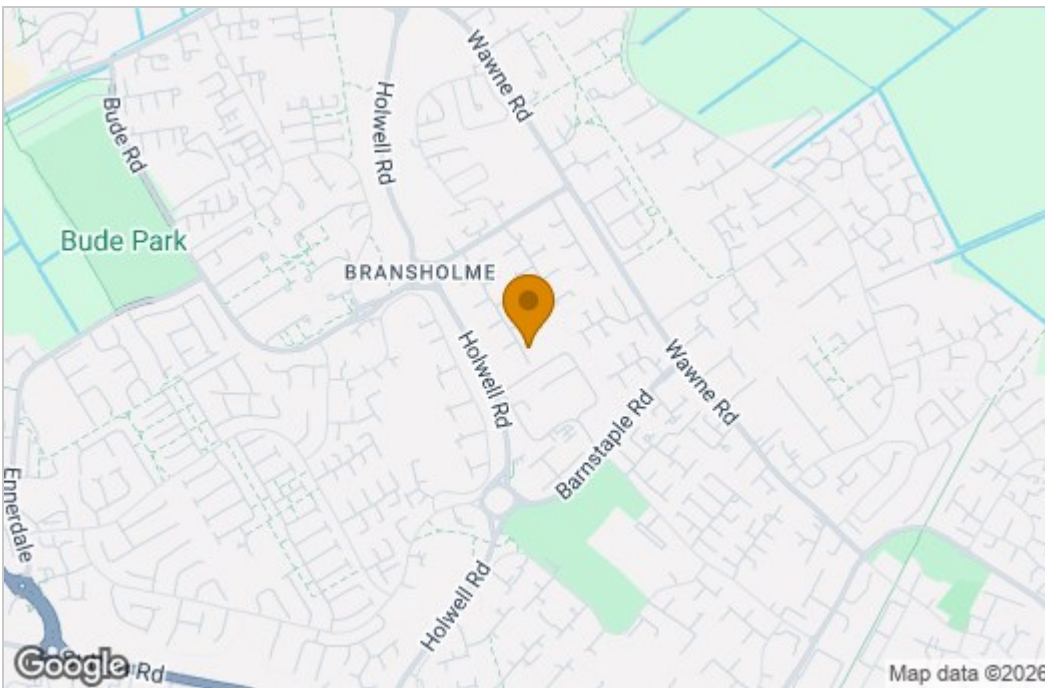 Wawne Rd
Holwell Rd
Bude Rd
Bude Park
BRANSHOLME
Holwell Rd
Wawne Rd
Barnstaple Rd
Ennerdale
Holwell Rd
Rd
Google
Map data ©2026